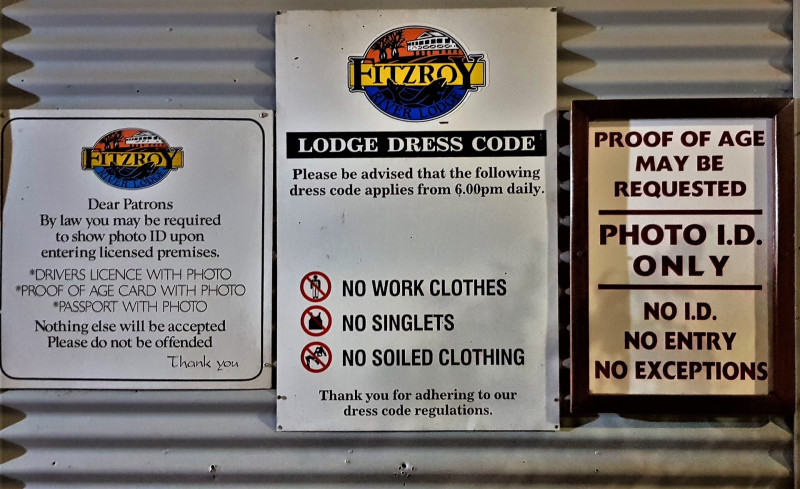 FITZROY
RIVER LODGE
Dear Patrons
By law you may be required
to show photo ID upon
entering licensed premises.
*DRIVERS LICENCE WITH PHOTO
*PROOF OF AGE CARD WITH PHOTO
*PASSPORT WITH PHOTO
Nothing else will be accepted
Please do not be offended
Thank you
FITZROY
RIVER LODGE
LODGE DRESS CODE
Please be advised that the following
dress code applies from 6.00pm daily.
NO WORK CLOTHES
NO SINGLETS
NO SOILED CLOTHING
Thank you for adhering to our
dress code regulations.
PROOF OF AGE
MAY BE
REQUESTED
PHOTO I.D.
ONLY
NO I.D.
NO ENTRY
NO EXCEPTIONS